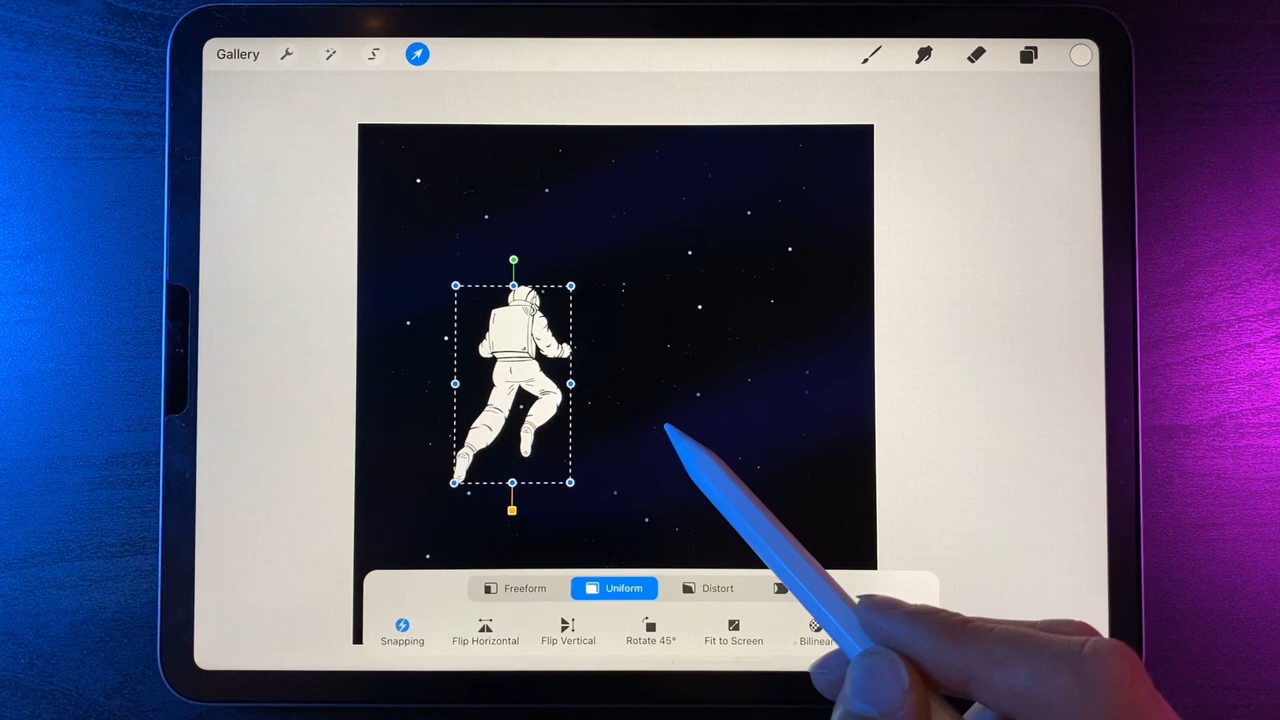 Gallery
Freeform Uniform Distort
Snapping Flip Horizontal Flip Vertical Rotate 45° Fit to Screen